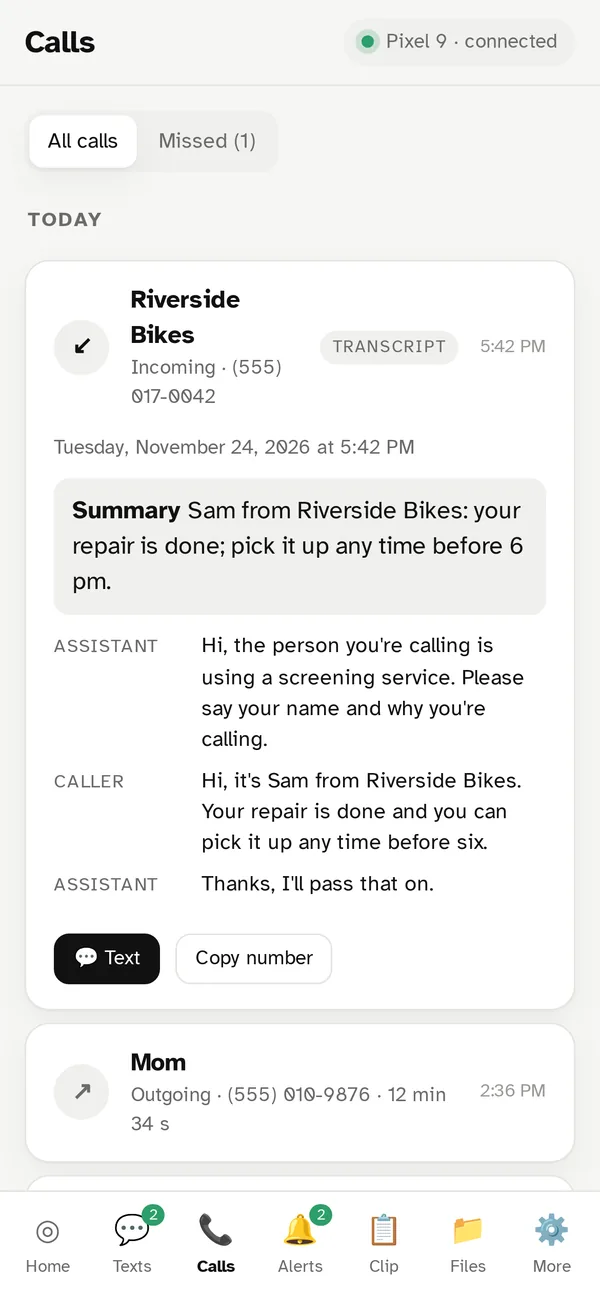 Calls
Pixel 9 · connected
All calls
Missed (1)
TODAY
Riverside
Bikes
Incoming · (555)
017-0042
TRANSCRIPT
5:42 PM
Tuesday, November 24, 2026 at 5:42 PM
Summary Sam from Riverside Bikes: your
repair is done; pick it up any time before 6
pm.
ASSISTANT
Hi, the person you're calling is
using a screening service. Please
say your name and why you're
calling.
CALLER
Hi, it's Sam from Riverside Bikes.
Your repair is done and you can
pick it up any time before six.
ASSISTANT
Thanks, I'll pass that on.
Text
Copy number
Mom
Outgoing · (555) 010-9876 · 12 min
34 s
2:36 PM
2
2
Home
Texts
Calls
Alerts
Clip
Files
More